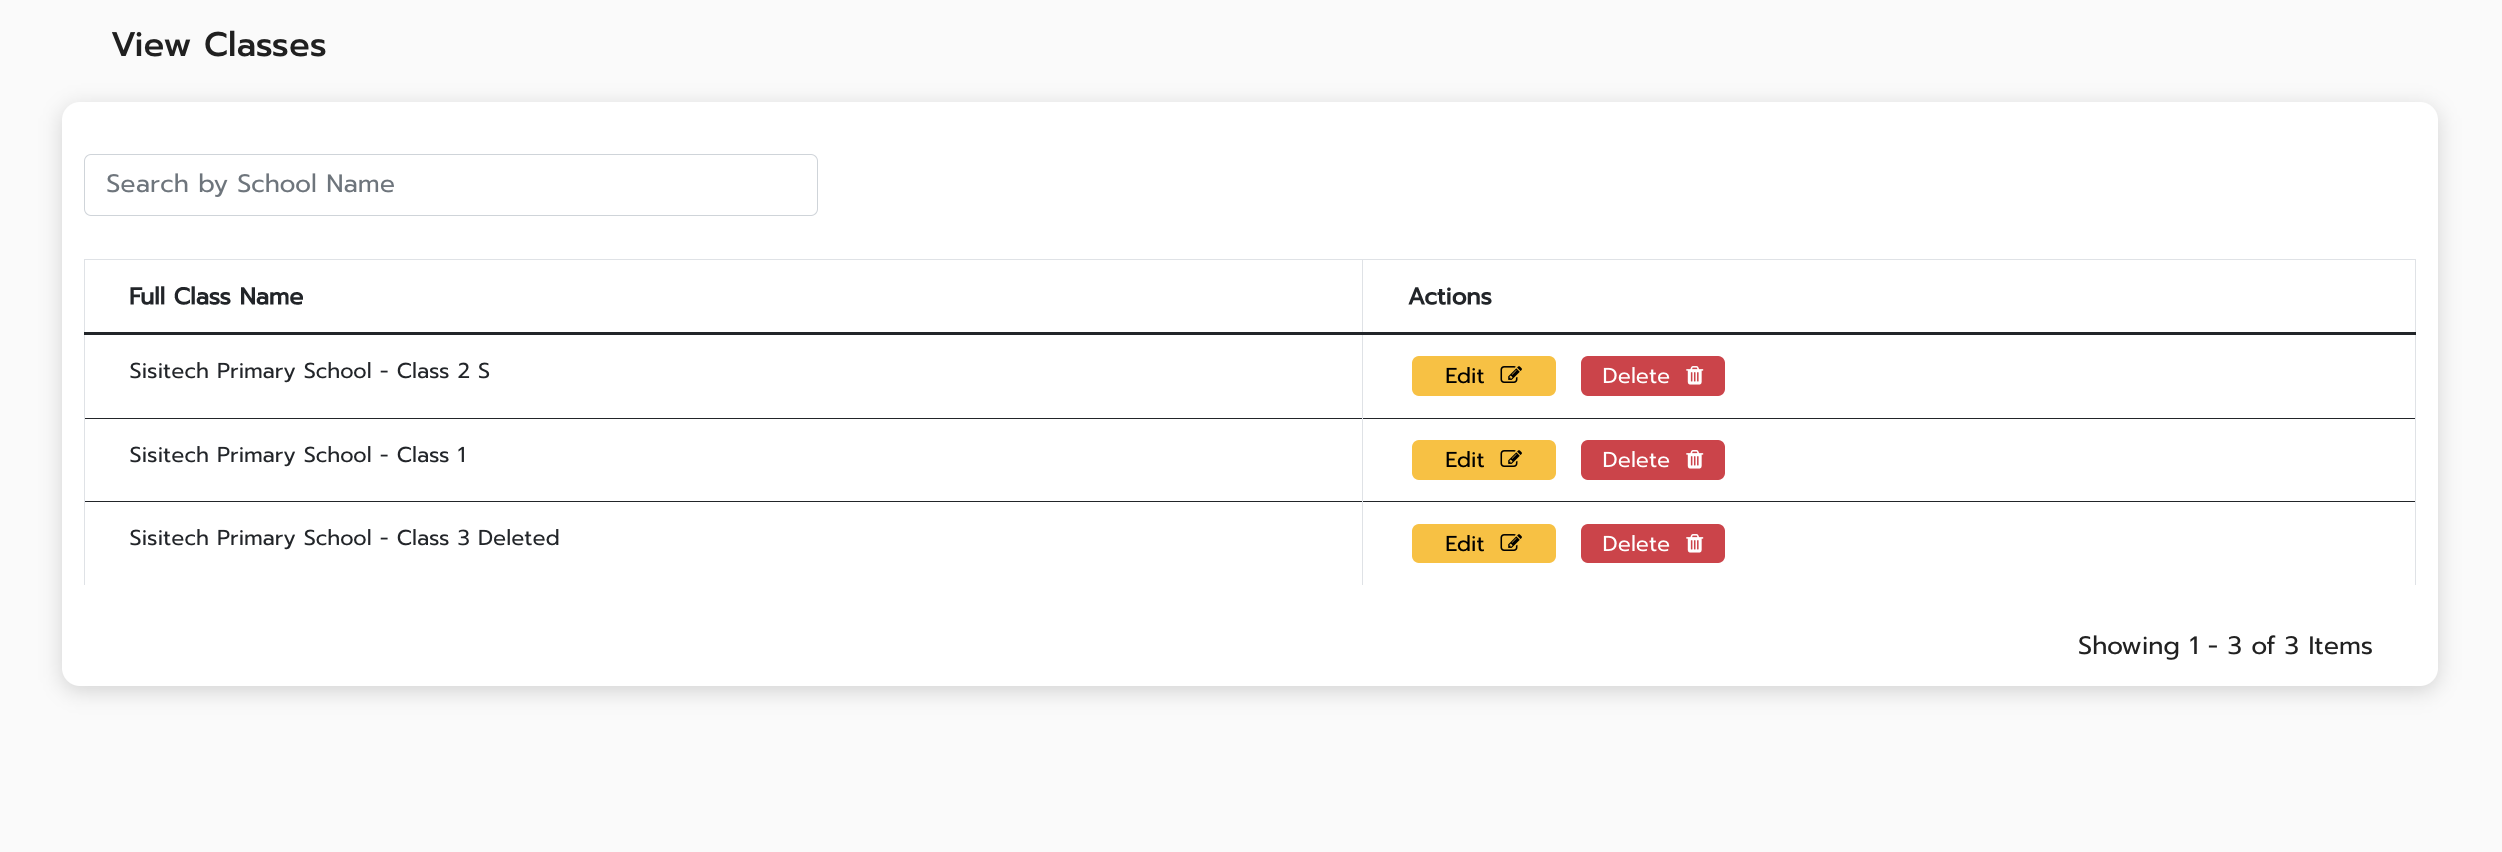 View Classes
Search by School Name
Full Class Name Actions
Sisitech Primary School - Class 2 S Edit Delete
Sisitech Primary School - Class 1 Edit Delete
Sisitech Primary School - Class 3 Deleted Edit Delete
Showing 1 - 3 of 3 Items